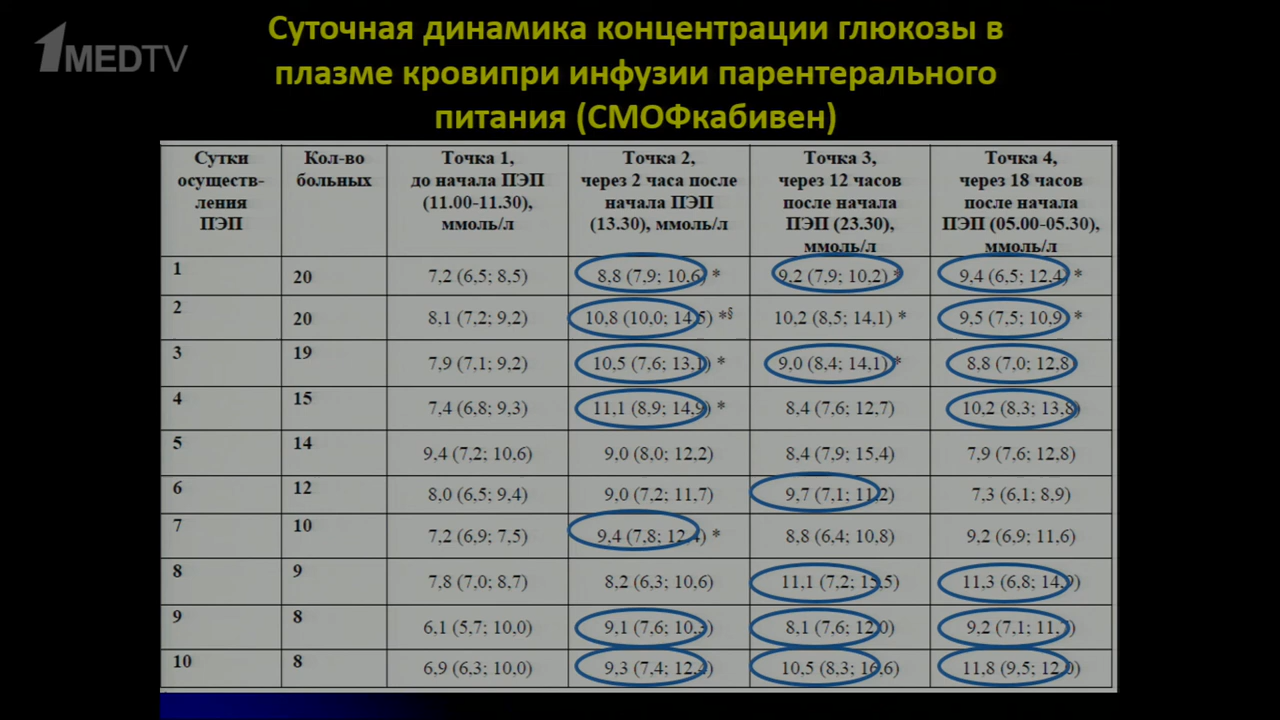 1MEDTV
Суточная динамика концентрации глюкозы в
плазме кровипри инфузии парентерального
питания (СМОФкабивен)
Сутки осуществ- ления ПЭП | Кол-во больных | Точка 1, до начала ПЭП (11.00-11.30), ммоль/л | Точка 2, через 2 часа после начала ПЭП (13.30), ммоль/л | Точка 3, через 12 часов после начала ПЭП (23.30), ммоль/л | Точка 4, через 18 часов после начала ПЭП (05.00-05.30), ммоль/л
1 | 20 | 7,2 (6,5; 8,5) | 8,8 (7,9; 10,6) * | 9,2 (7,9; 10,2) * | 9,4 (6,5; 12,4) *
2 | 20 | 8,1 (7,2; 9,2) | 10,8 (10,0; 14,5) *§ | 10,2 (8,5; 14,1) * | 9,5 (7,5; 10,9) *
3 | 19 | 7,9 (7,1; 9,2) | 10,5 (7,6; 13,1) * | 9,0 (8,4; 14,1) * | 8,8 (7,0; 12,8)
4 | 15 | 7,4 (6,8; 9,3) | 11,1 (8,9; 14,9) * | 8,4 (7,6; 12,7) | 10,2 (8,3; 13,8)
5 | 14 | 9,4 (7,2; 10,6) | 9,0 (8,0; 12,2) | 8,4 (7,9; 15,4) | 7,9 (7,6; 12,8)
6 | 12 | 8,0 (6,5; 9,4) | 9,0 (7,2; 11,7) | 9,7 (7,1; 11,2) | 7,3 (6,1; 8,9)
7 | 10 | 7,2 (6,9; 7,5) | 9,4 (7,8; 12,4) * | 8,8 (6,4; 10,8) | 9,2 (6,9; 11,6)
8 | 9 | 7,8 (7,0; 8,7) | 8,2 (6,3; 10,6) | 11,1 (7,2; 15,5) | 11,3 (6,8; 14,9)
9 | 8 | 6,1 (5,7; 10,0) | 9,1 (7,6; 10,3) | 8,1 (7,6; 12,0) | 9,2 (7,1; 11,7)
10 | 8 | 6,9 (6,3; 10,0) | 9,3 (7,4; 12,4) | 10,5 (8,3; 16,6) | 11,8 (9,5; 12,0)